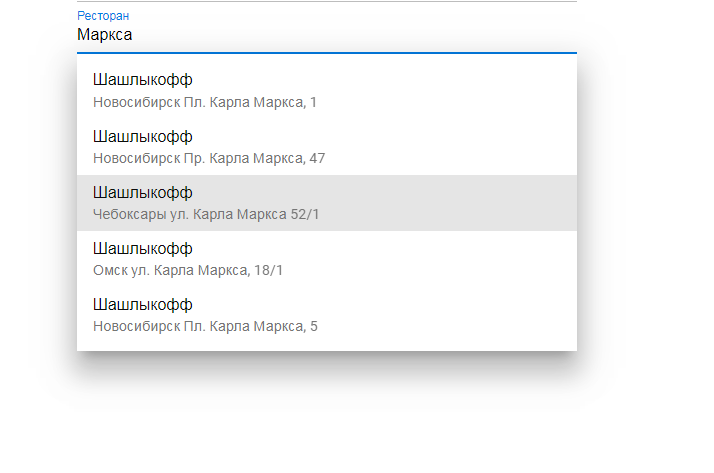 Ресторан
Маркса
Шашлыкофф
Новосибирск Пл. Карла Маркса, 1
Шашлыкофф
Новосибирск Пр. Карла Маркса, 47
Шашлыкофф
Чебоксары ул. Карла Маркса 52/1
Шашлыкофф
Омск ул. Карла Маркса, 18/1
Шашлыкофф
Новосибирск Пл. Карла Маркса, 5